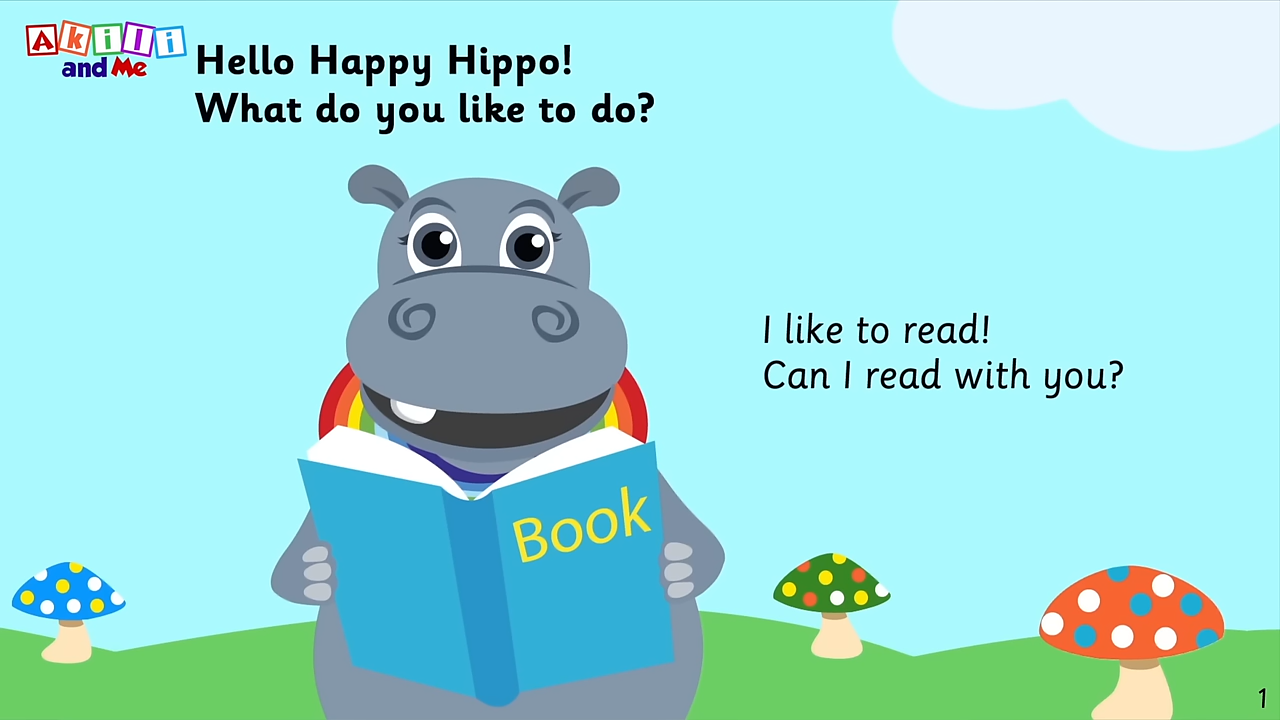 Akili
and Me
Hello Happy Hippo!
What do you like to do?
I like to read!
Can I read with you?
Book
1